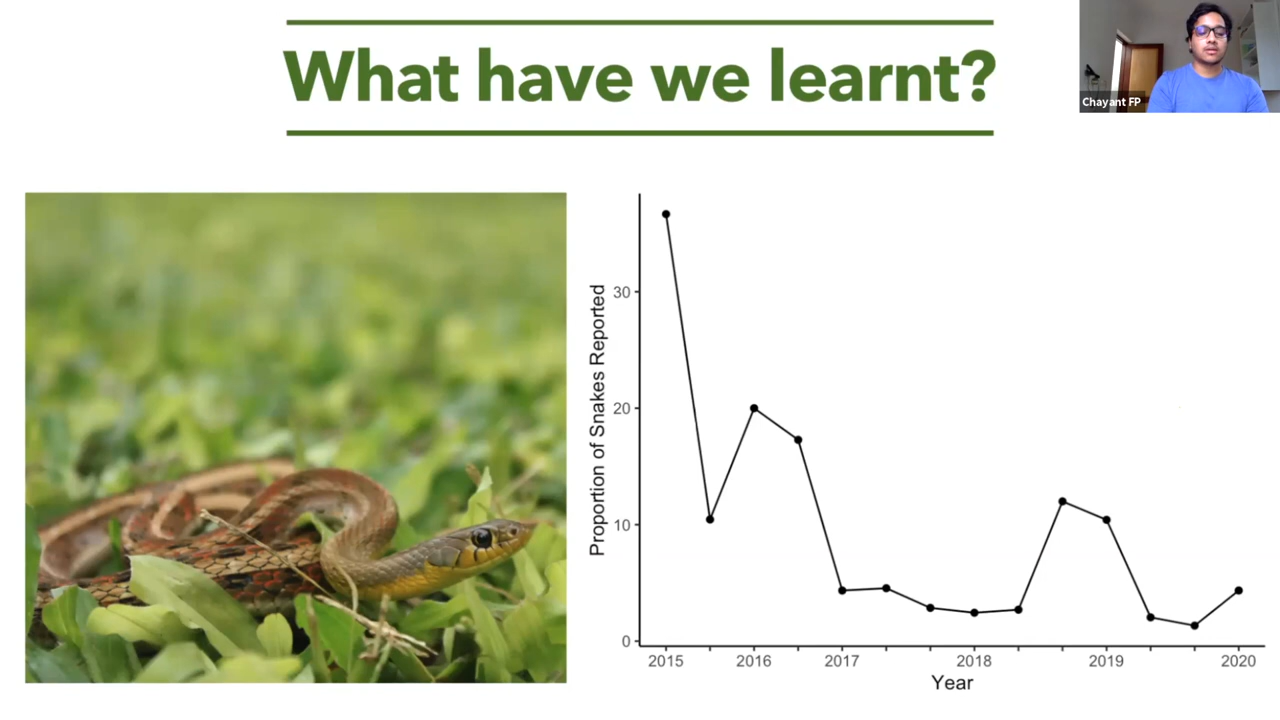 What have we learnt?
Chayant FP
Proportion of Snakes Reported
30
20
10
0
2015 2016 2017 2018 2019 2020
Year